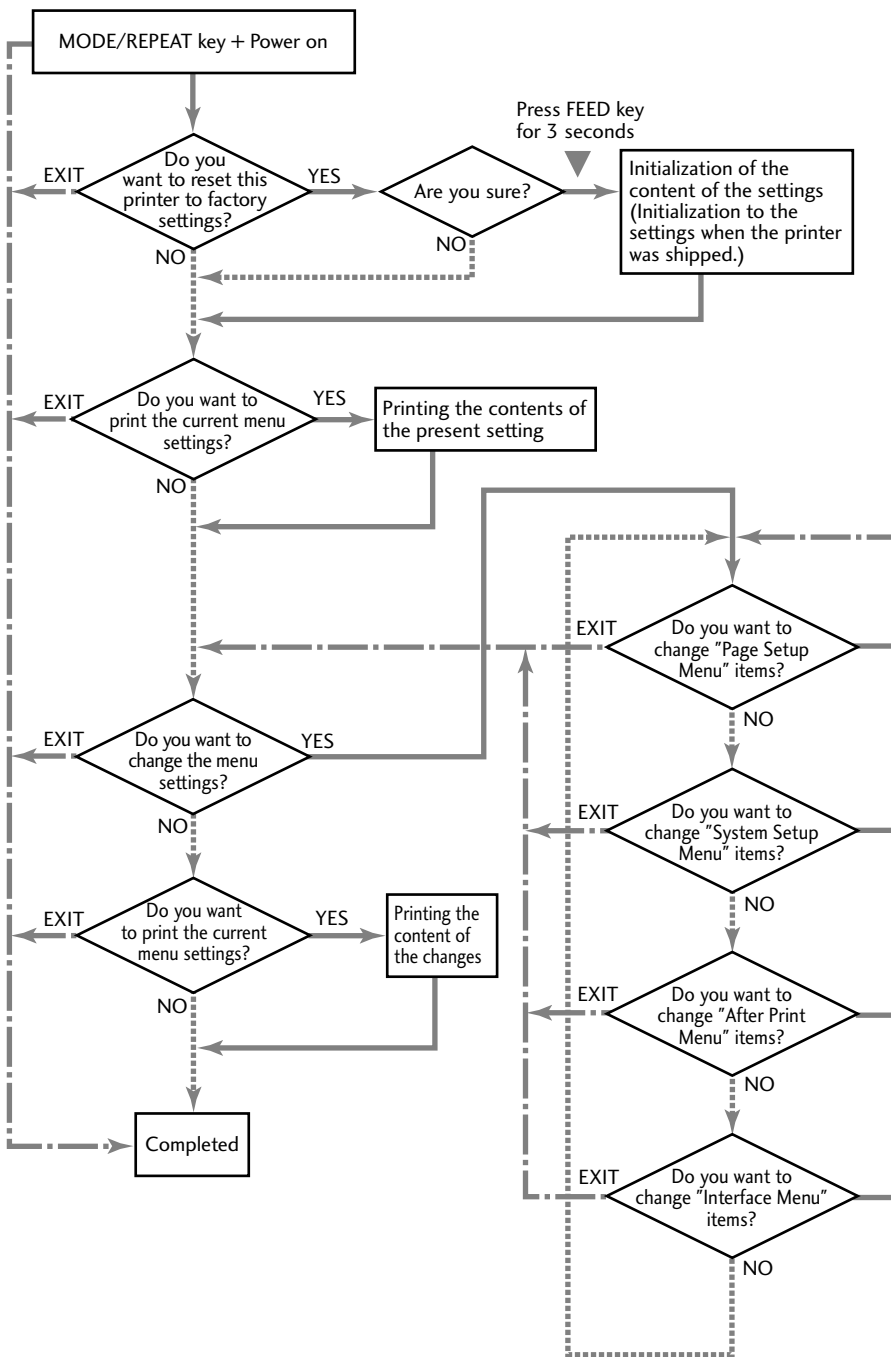 MODE/REPEAT key + Power on
Press FEED key
for 3 seconds
EXIT
Do you
want to reset this
printer to factory
settings?
YES
Are you sure?
Initialization of the
content of the settings
(Initialization to the
settings when the printer
was shipped.)
NO
NO
EXIT
Do you want to
print the current menu
settings?
YES
Printing the contents of
the present setting
NO
EXIT
Do you want to
change "Page Setup
Menu" items?
NO
EXIT
Do you want to
change the menu
settings?
YES
NO
EXIT
Do you want to
change "System Setup
Menu" items?
NO
EXIT
Do you want
to print the current
menu settings?
YES
Printing the
content of
the changes
NO
EXIT
Do you want to
change "After Print
Menu" items?
NO
Completed
EXIT
Do you want to
change "Interface Menu"
items?
NO